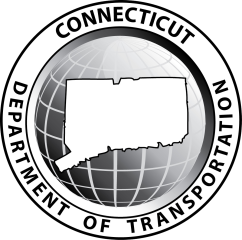 CONNECTICUT
DEPARTMENT OF TRANSPORTATION